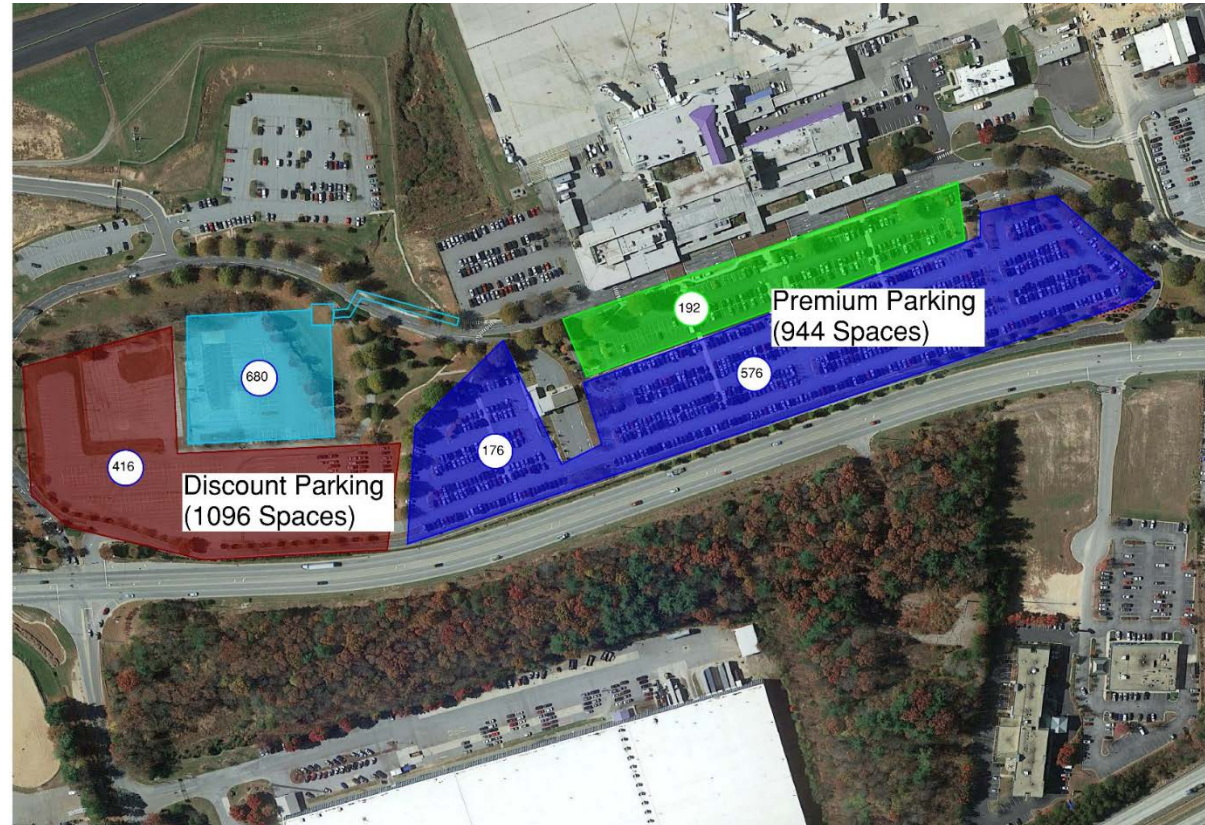 192
Premium Parking
(944 Spaces)
680
576
176
416
Discount Parking
(1096 Spaces)